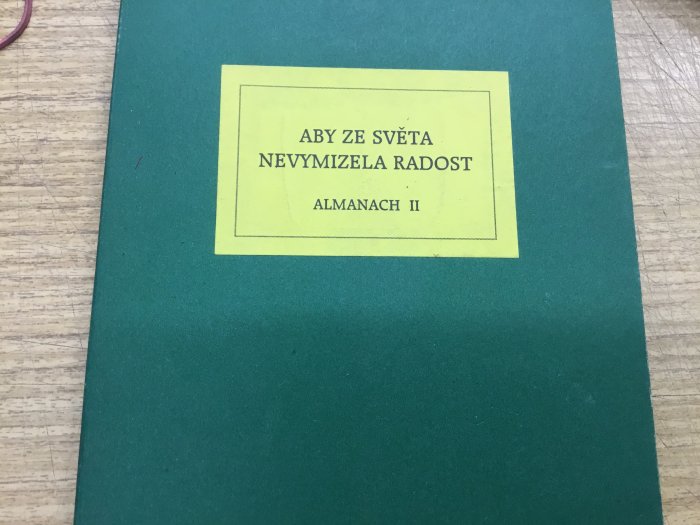 ABY ZE SVĚTA
NEVYMIZELA RADOST
ALMANACH II